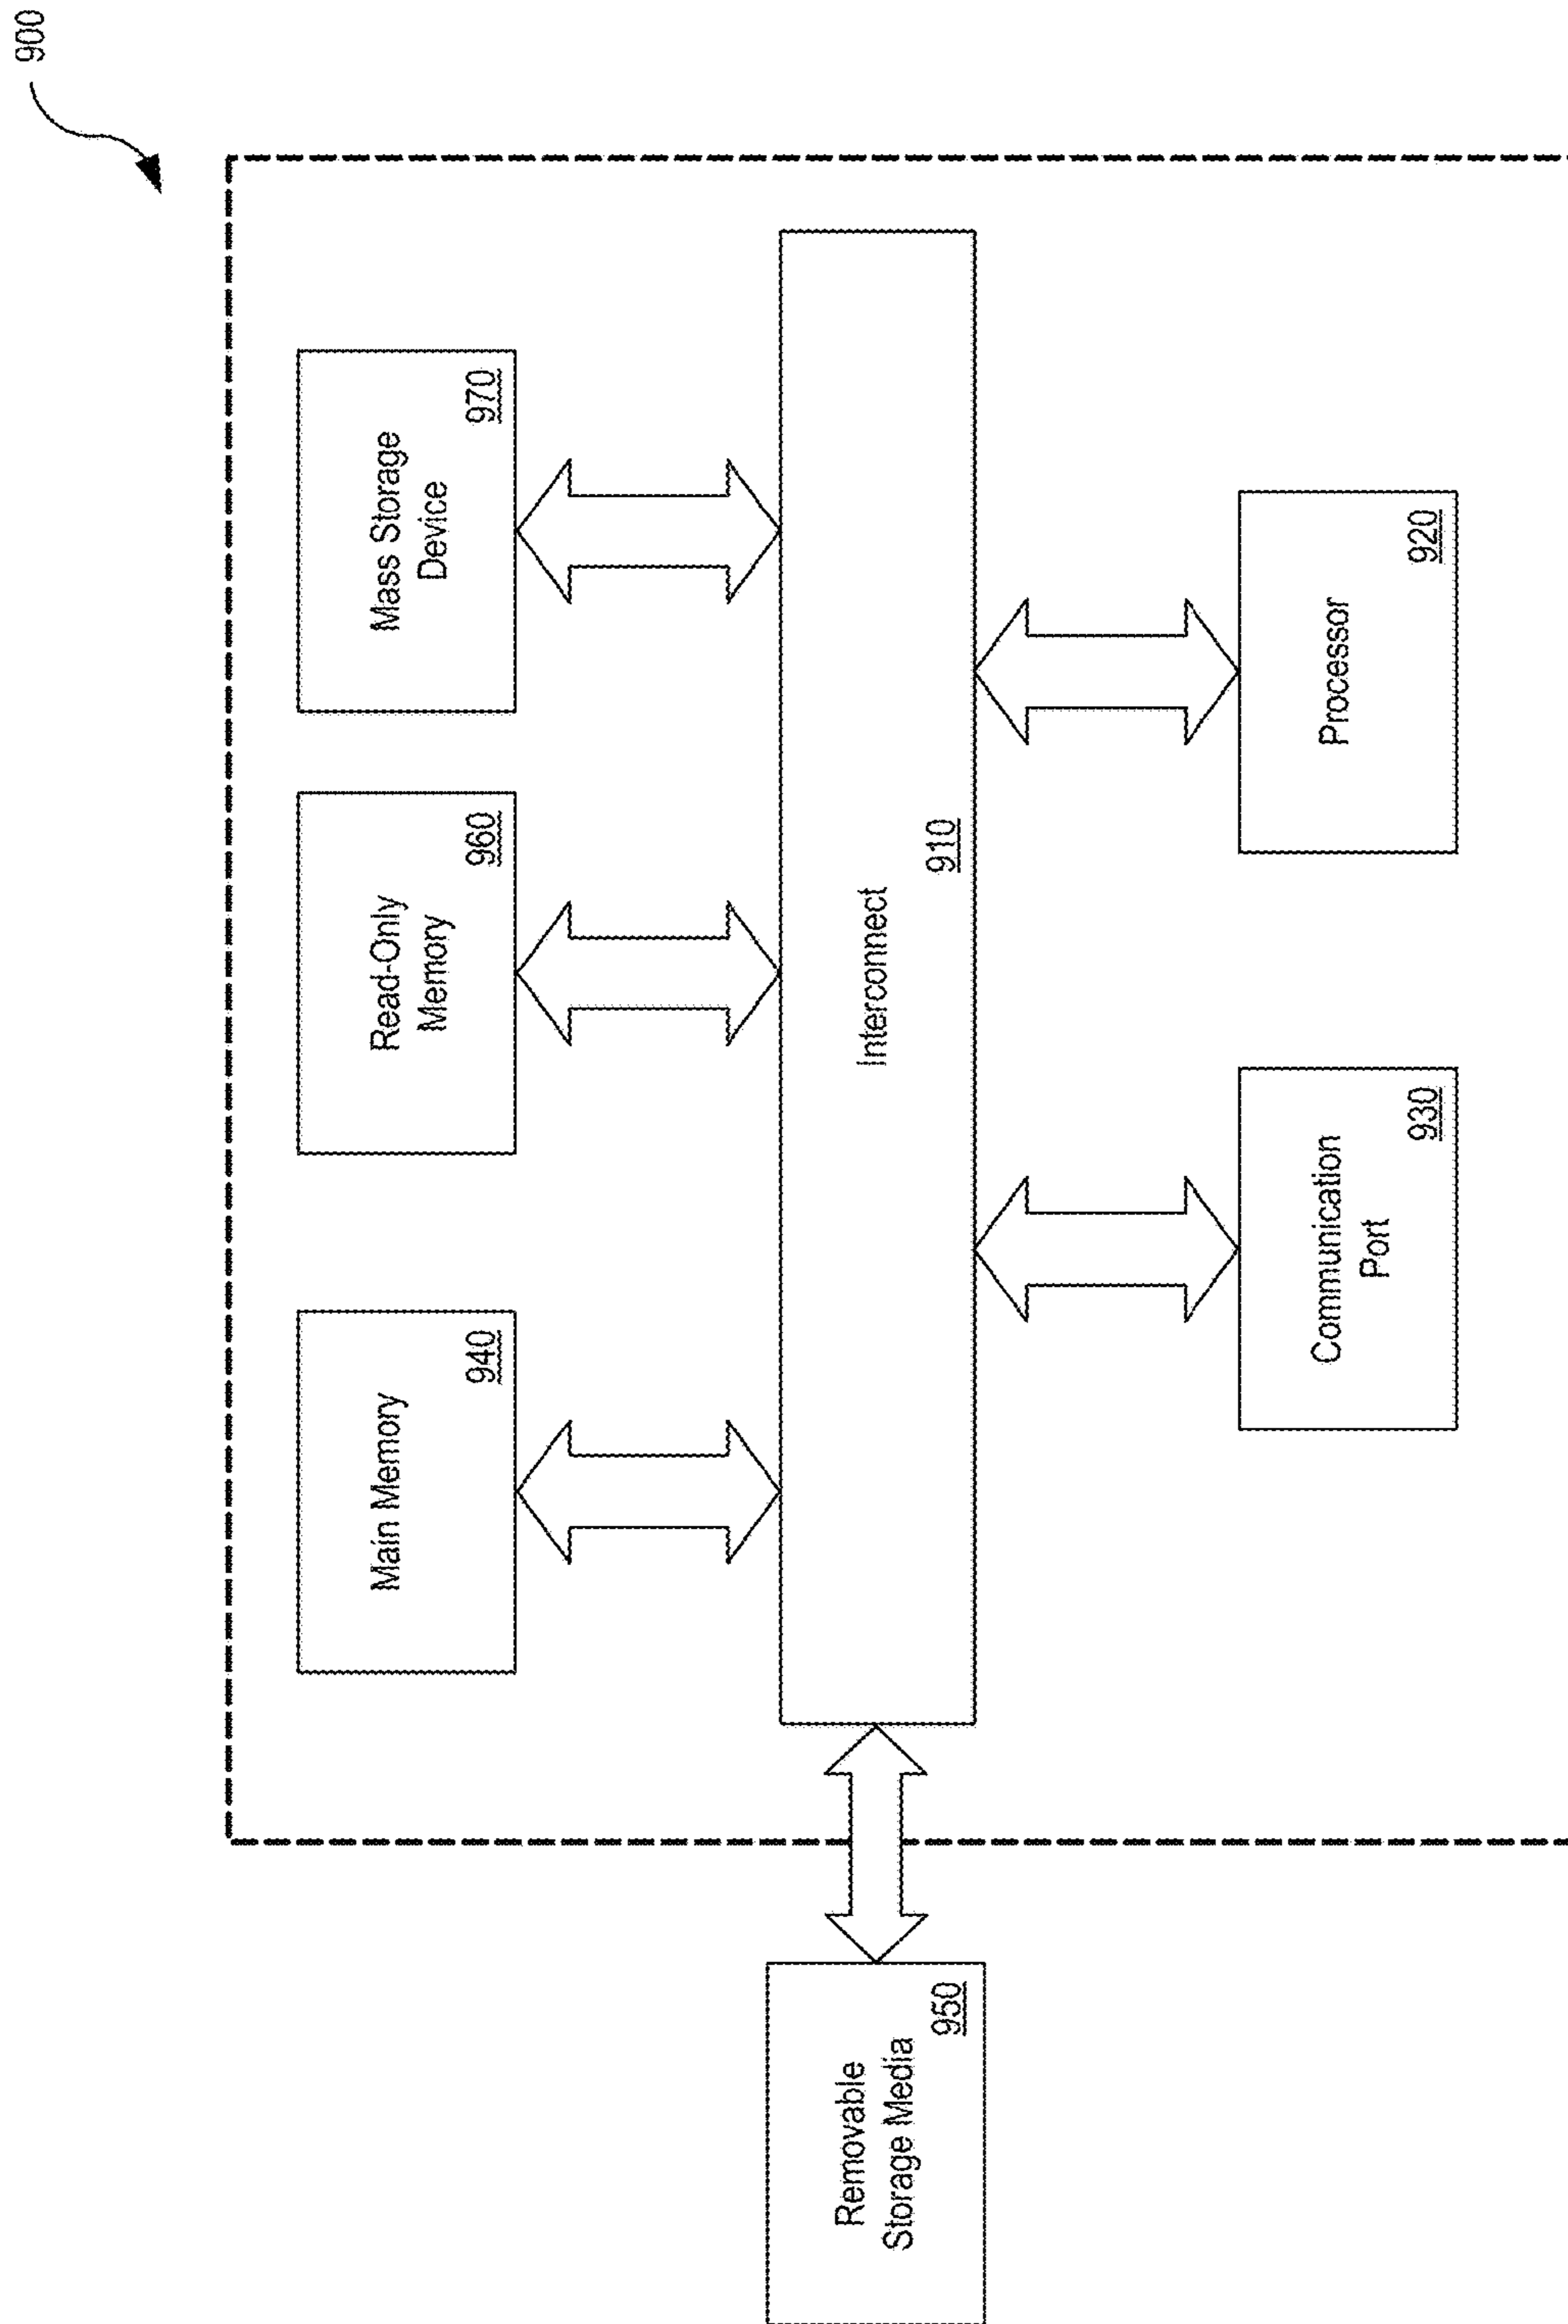 900
Main Memory
940
Read-Only
Memory
960
Mass Storage
Device
970
Removable
Storage Media
950
Interconnect
910
Communication
Port
930
Processor
920